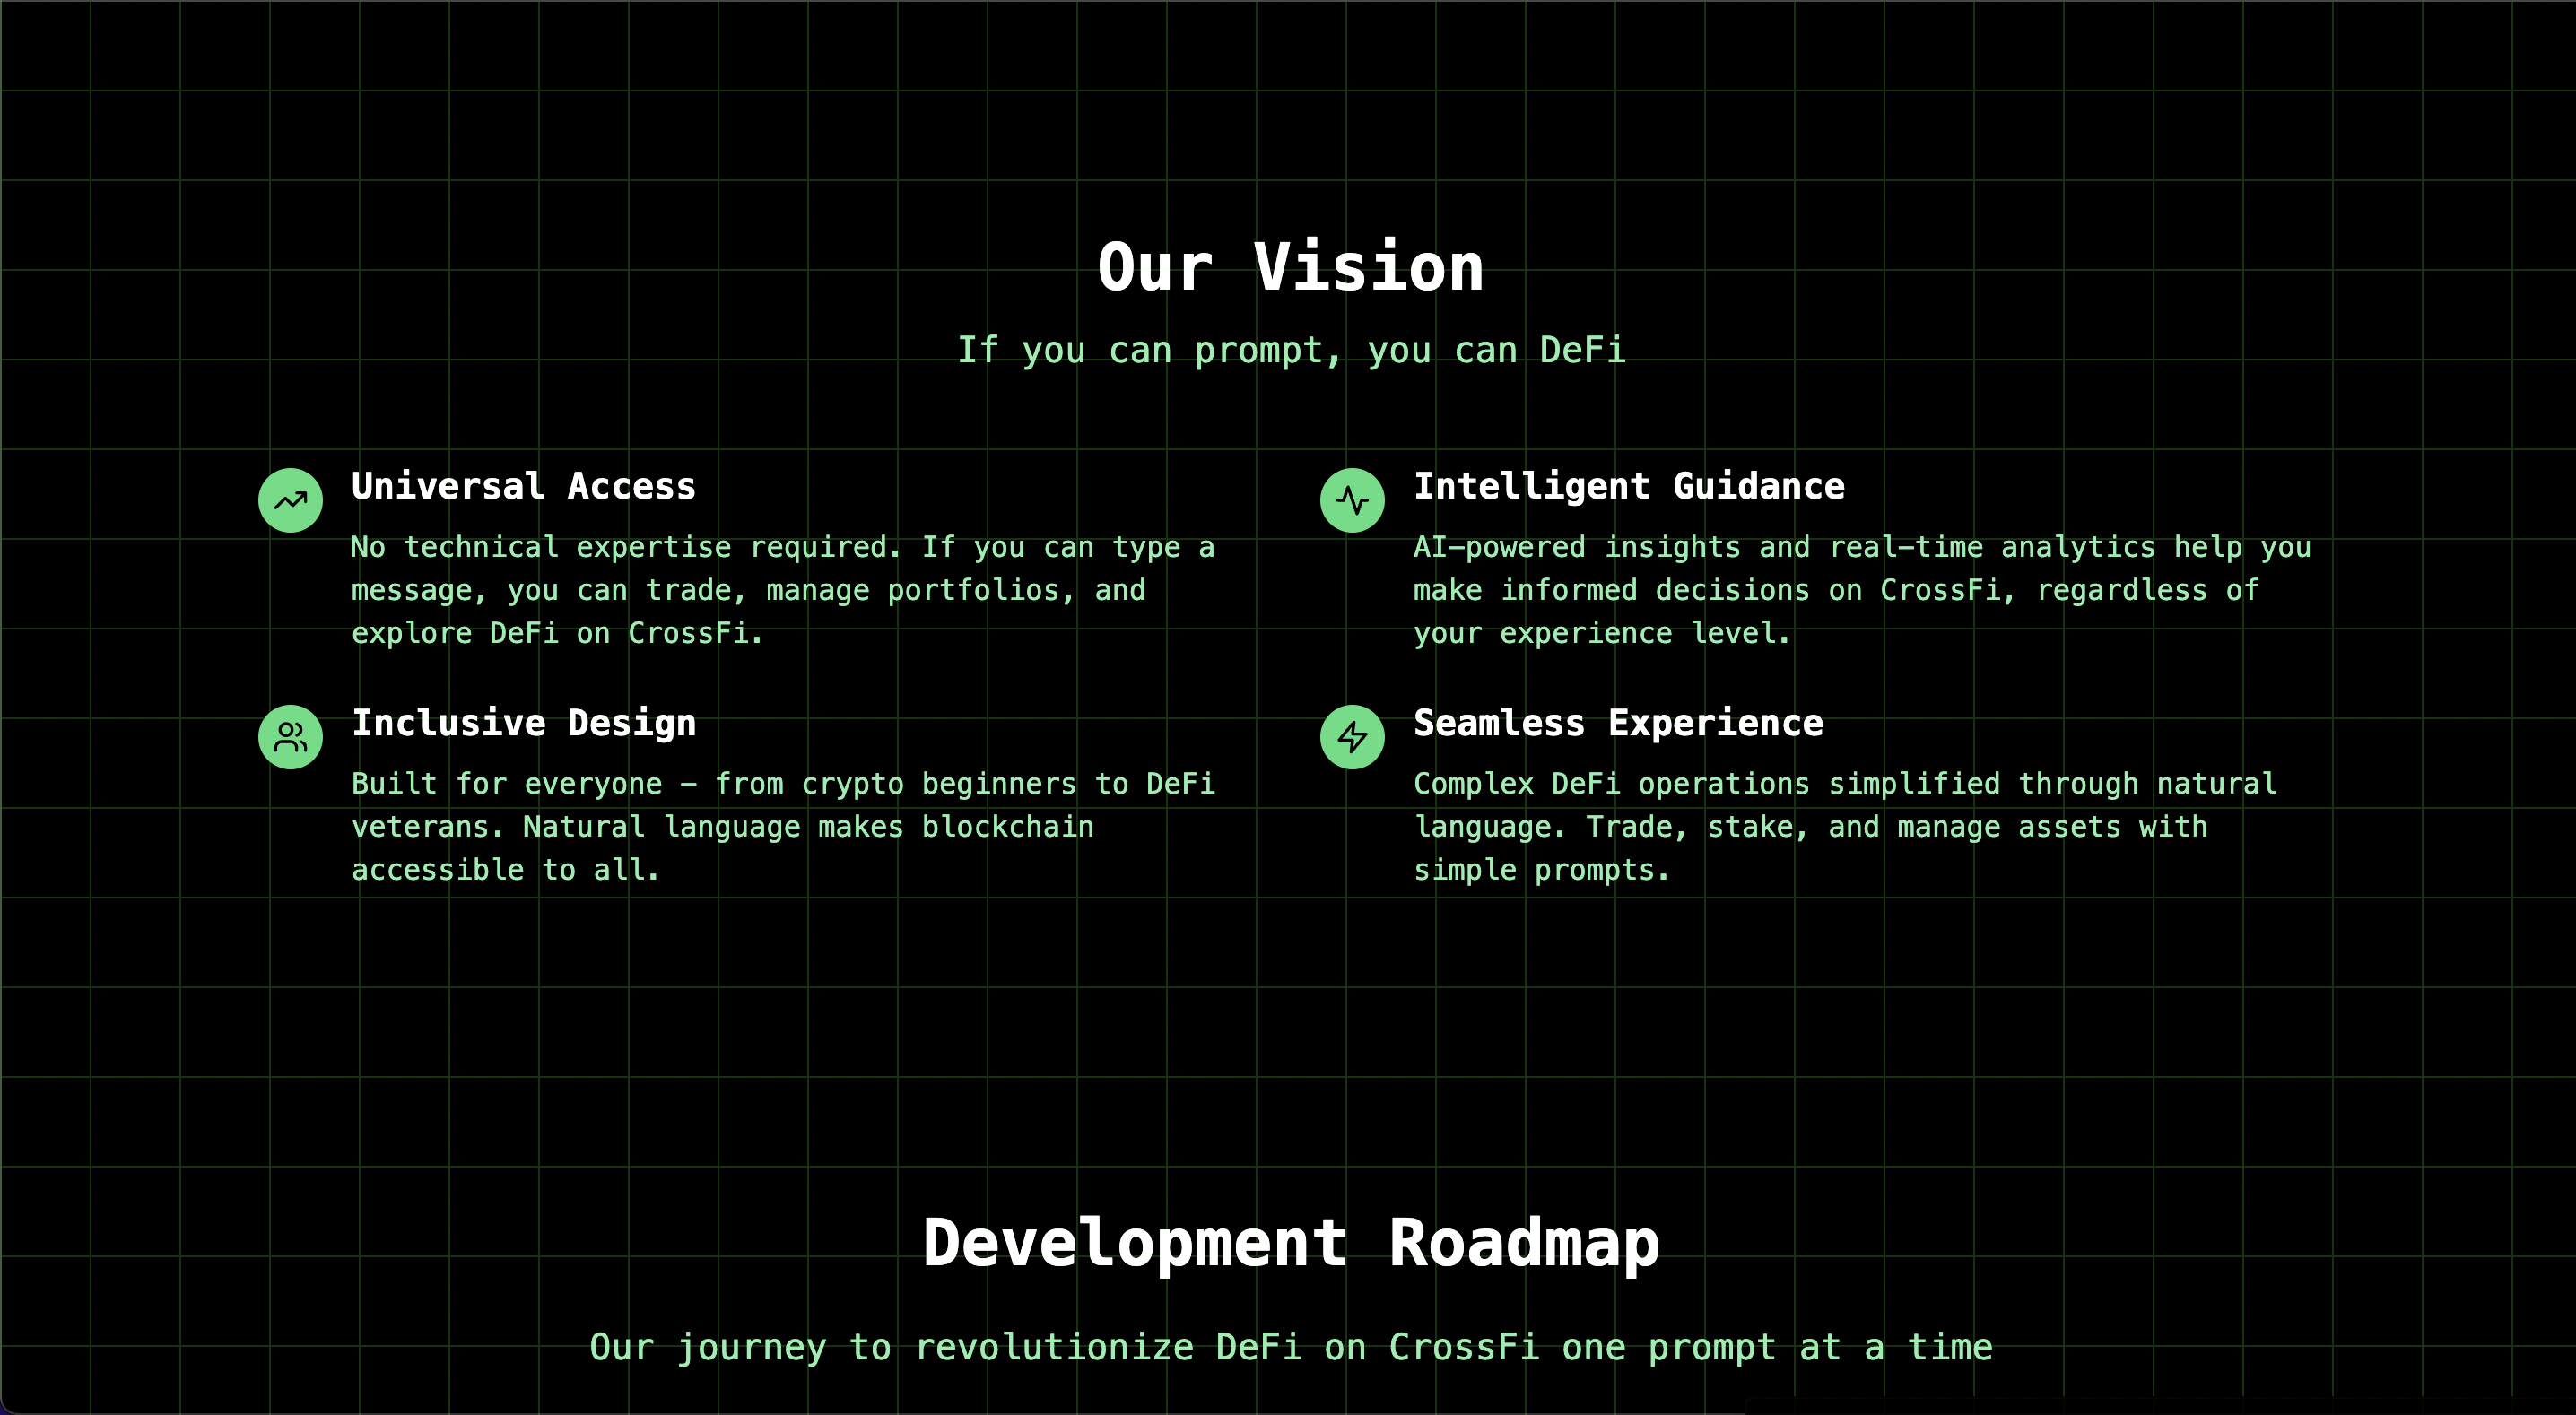 Our Vision
If you can prompt, you can DeFi
Universal Access
No technical expertise required. If you can type a
message, you can trade, manage portfolios, and
explore DeFi on CrossFi.
Intelligent Guidance
AI-powered insights and real-time analytics help you
make informed decisions on CrossFi, regardless of
your experience level.
Inclusive Design
Built for everyone - from crypto beginners to DeFi
veterans. Natural language makes blockchain
accessible to all.
Seamless Experience
Complex DeFi operations simplified through natural
language. Trade, stake, and manage assets with
simple prompts.
Development Roadmap
Our journey to revolutionize DeFi on CrossFi one prompt at a time